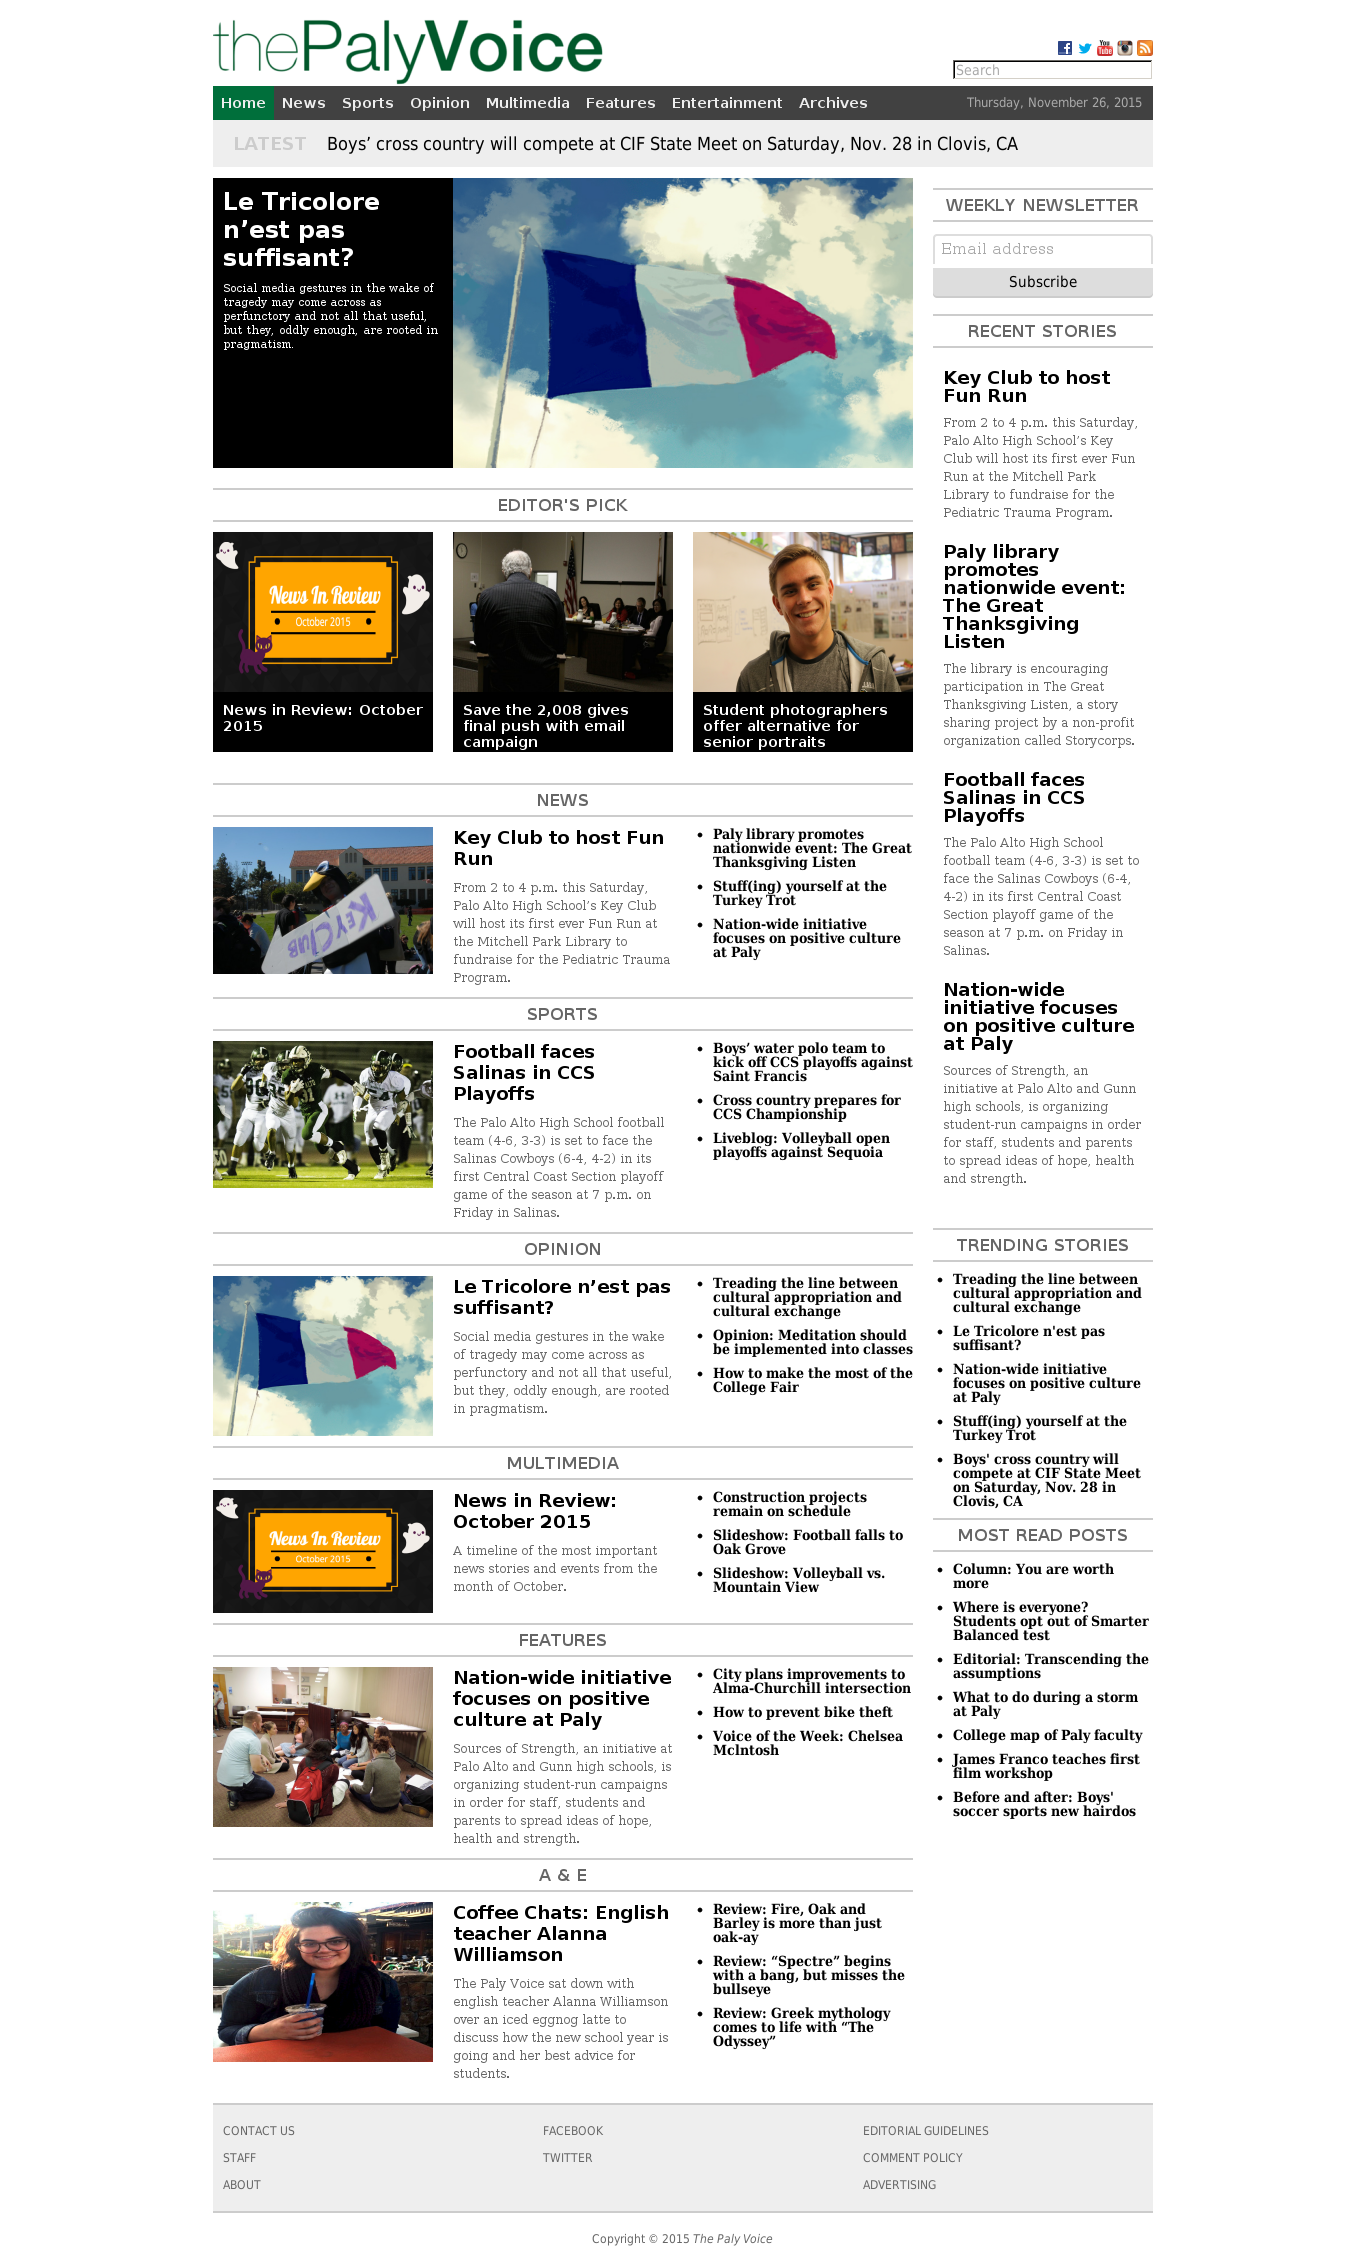 thePalyVoice
Search
Home News Sports Opinion Multimedia Features Entertainment Archives Thursday, November 26, 2015
LATEST Boys’ cross country will compete at CIF State Meet on Saturday, Nov. 28 in Clovis, CA
Le Tricolore
n’est pas
suffisant?
Social media gestures in the wake of
tragedy may come across as
perfunctory and not all that useful,
but they, oddly enough, are rooted in
pragmatism.
EDITOR'S PICK
News In Review
October 2015
News in Review: October
2015
Save the 2,008 gives
final push with email
campaign
Student photographers
offer alternative for
senior portraits
NEWS
KEY CLUB
Key Club to host Fun
Run
From 2 to 4 p.m. this Saturday,
Palo Alto High School’s Key Club
will host its first ever Fun Run at
the Mitchell Park Library to
fundraise for the Pediatric Trauma
Program.
• Paly library promotes
nationwide event: The Great
Thanksgiving Listen
• Stuff(ing) yourself at the
Turkey Trot
• Nation-wide initiative
focuses on positive culture
at Paly
SPORTS
Football faces
Salinas in CCS
Playoffs
The Palo Alto High School football
team (4-6, 3-3) is set to face the
Salinas Cowboys (6-4, 4-2) in its
first Central Coast Section playoff
game of the season at 7 p.m. on
Friday in Salinas.
• Boys’ water polo team to
kick off CCS playoffs against
Saint Francis
• Cross country prepares for
CCS Championship
• Liveblog: Volleyball open
playoffs against Sequoia
OPINION
Le Tricolore n’est pas
suffisant?
Social media gestures in the wake
of tragedy may come across as
perfunctory and not all that useful,
but they, oddly enough, are rooted
in pragmatism.
• Treading the line between
cultural appropriation and
cultural exchange
• Opinion: Meditation should
be implemented into classes
• How to make the most of the
College Fair
MULTIMEDIA
News In Review
October 2015
News in Review:
October 2015
A timeline of the most important
news stories and events from the
month of October.
• Construction projects
remain on schedule
• Slideshow: Football falls to
Oak Grove
• Slideshow: Volleyball vs.
Mountain View
FEATURES
Nation-wide initiative
focuses on positive
culture at Paly
Sources of Strength, an initiative at
Palo Alto and Gunn high schools, is
organizing student-run campaigns
in order for staff, students and
parents to spread ideas of hope,
health and strength.
• City plans improvements to
Alma-Churchill intersection
• How to prevent bike theft
• Voice of the Week: Chelsea
McIntosh
A & E
Coffee Chats: English
teacher Alanna
Williamson
The Paly Voice sat down with
english teacher Alanna Williamson
over an iced eggnog latte to
discuss how the new school year is
going and her best advice for
students.
• Review: Fire, Oak and
Barley is more than just
oak-ay
• Review: “Spectre” begins
with a bang, but misses the
bullseye
• Review: Greek mythology
comes to life with “The
Odyssey”
WEEKLY NEWSLETTER
Email address
Subscribe
RECENT STORIES
Key Club to host
Fun Run
From 2 to 4 p.m. this Saturday,
Palo Alto High School’s Key
Club will host its first ever Fun
Run at the Mitchell Park
Library to fundraise for the
Pediatric Trauma Program.
Paly library
promotes
nationwide event:
The Great
Thanksgiving
Listen
The library is encouraging
participation in The Great
Thanksgiving Listen, a story
sharing project by a non-profit
organization called Storycorps.
Football faces
Salinas in CCS
Playoffs
The Palo Alto High School
football team (4-6, 3-3) is set to
face the Salinas Cowboys (6-4,
4-2) in its first Central Coast
Section playoff game of the
season at 7 p.m. on Friday in
Salinas.
Nation-wide
initiative focuses
on positive culture
at Paly
Sources of Strength, an
initiative at Palo Alto and Gunn
high schools, is organizing
student-run campaigns in order
for staff, students and parents
to spread ideas of hope, health
and strength.
TRENDING STORIES
• Treading the line between
cultural appropriation and
cultural exchange
• Le Tricolore n'est pas
suffisant?
• Nation-wide initiative
focuses on positive culture
at Paly
• Stuff(ing) yourself at the
Turkey Trot
• Boys' cross country will
compete at CIF State Meet
on Saturday, Nov. 28 in
Clovis, CA
MOST READ POSTS
• Column: You are worth
more
• Where is everyone?
Students opt out of Smarter
Balanced test
• Editorial: Transcending the
assumptions
• What to do during a storm
at Paly
• College map of Paly faculty
• James Franco teaches first
film workshop
• Before and after: Boys'
soccer sports new hairdos
CONTACT US FACEBOOK EDITORIAL GUIDELINES
STAFF TWITTER COMMENT POLICY
ABOUT ADVERTISING
Copyright © 2015 The Paly Voice